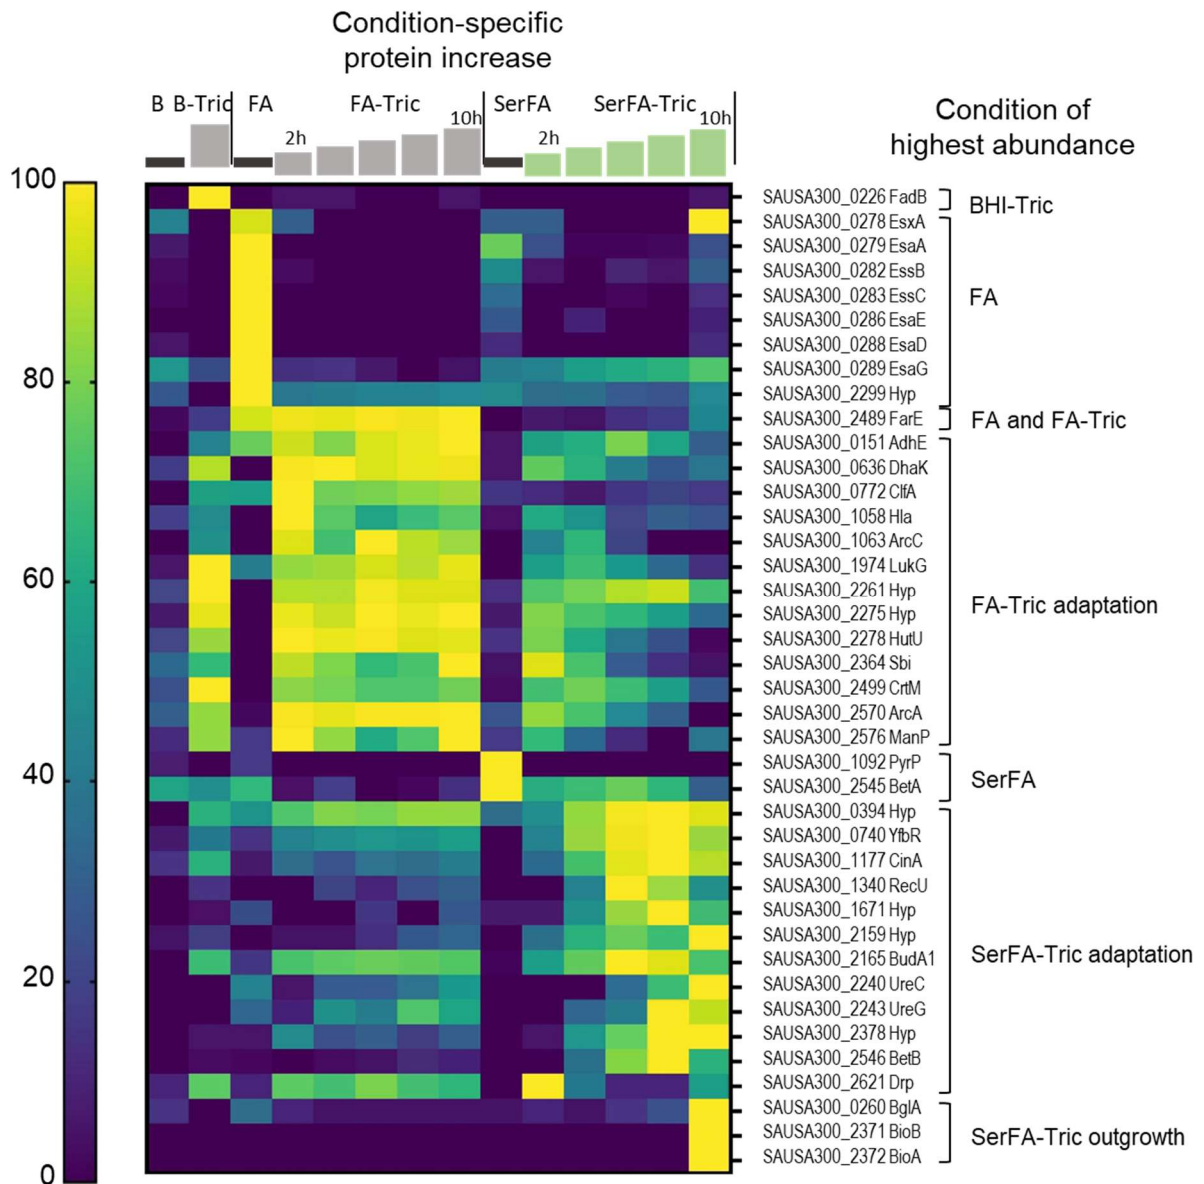 Condition-specific
protein increase
B B-Tric FA FA-Tric SerFA SerFA-Tric
2h 10h 2h 10h
Condition of
highest abundance
100
80
60
40
20
0
SAUSA300_0226 FadB
SAUSA300_0278 EsxA
SAUSA300_0279 EsaA
SAUSA300_0282 EssB
SAUSA300_0283 EssC
SAUSA300_0286 EsaE
SAUSA300_0288 EsaD
SAUSA300_0289 EsaG
SAUSA300_2299 Hyp
SAUSA300_2489 FarE
SAUSA300_0151 AdhE
SAUSA300_0636 DhaK
SAUSA300_0772 ClfA
SAUSA300_1058 Hla
SAUSA300_1063 ArcC
SAUSA300_1974 LukG
SAUSA300_2261 Hyp
SAUSA300_2275 Hyp
SAUSA300_2278 HutU
SAUSA300_2364 Sbi
SAUSA300_2499 CrtM
SAUSA300_2570 ArcA
SAUSA300_2576 ManP
SAUSA300_1092 PyrP
SAUSA300_2545 BetA
SAUSA300_0394 Hyp
SAUSA300_0740 YfbR
SAUSA300_1177 CinA
SAUSA300_1340 RecU
SAUSA300_1671 Hyp
SAUSA300_2159 Hyp
SAUSA300_2165 BudA1
SAUSA300_2240 UreC
SAUSA300_2243 UreG
SAUSA300_2378 Hyp
SAUSA300_2546 BetB
SAUSA300_2621 Drp
SAUSA300_0260 BglA
SAUSA300_2371 BioB
SAUSA300_2372 BioA
BHI-Tric
FA
FA and FA-Tric
FA-Tric adaptation
SerFA
SerFA-Tric adaptation
SerFA-Tric outgrowth